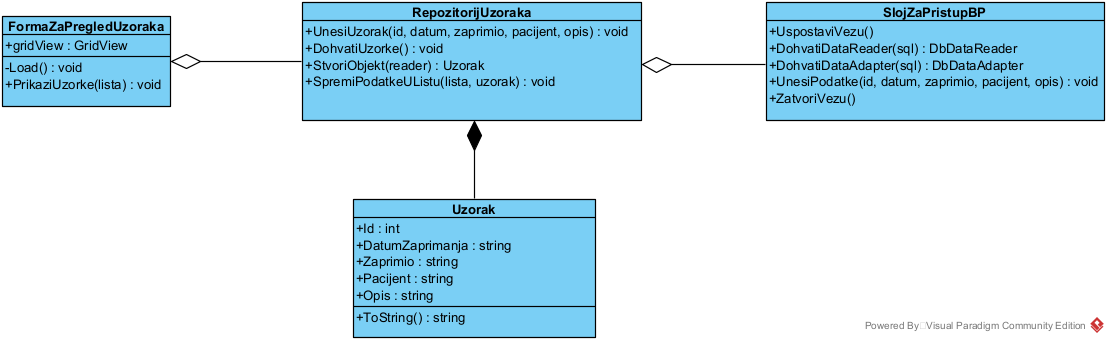 FormaZaPregledUzoraka
+gridView : GridView
-Load() : void
+PrikaziUzorke(lista) : void
RepozitorijUzoraka
+UnesiUzorak(id, datum, zaprimio, pacijent, opis) : void
+DohvatiUzorke() : void
+StvoriObjekt(reader) : Uzorak
+SpremiPodatkeUListu(lista, uzorak) : void
SlojZaPristupBP
+UspostaviVezu()
+DohvatiDataReader(sql) : DbDataReader
+DohvatiDataAdapter(sql) : DbDataAdapter
+UnesiPodatke(id, datum, zaprimio, pacijent, opis) : void
+ZatvoriVezu()
Uzorak
+Id : int
+DatumZaprimanja : string
+Zaprimio : string
+Pacijent : string
+Opis : string
+ToString() : string
Powered By Visual Paradigm Community Edition